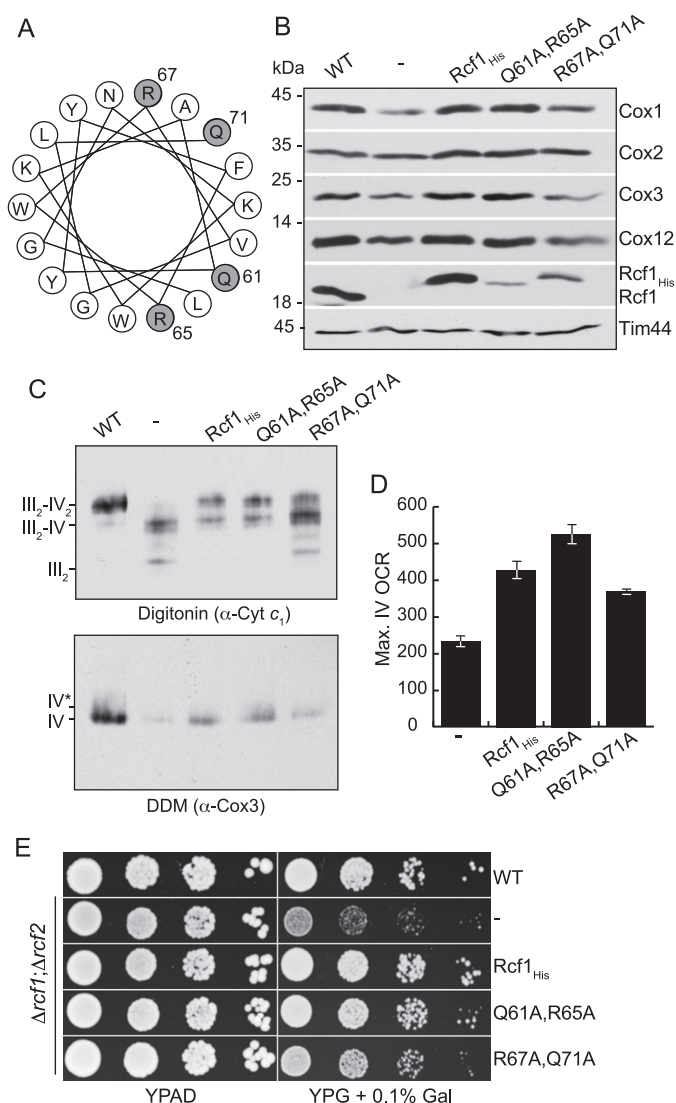 A
67
N R A
Y 71
L Q
K F
W K
G V
Y Q 61
G W R L
65
B
kDa WT - Rcf1His Q61A,R65A R67A,Q71A
45 Cox1
35 Cox2
25 Cox3
14 Cox12
Rcf1His
18 Rcf1
45 Tim44
C
WT - Rcf1His Q61A,R65A R67A,Q71A
III2-IV2
III2-IV
III2
Digitonin (α-Cyt c1)
IV*
IV
DDM (α-Cox3)
D
Max. IV OCR
600
500
400
300
200
100
0
- Rcf1His Q61A,R65A R67A,Q71A
E
WT
Δrcf1;Δrcf2
-
Rcf1His
Q61A,R65A
R67A,Q71A
YPAD YPG + 0.1% Gal